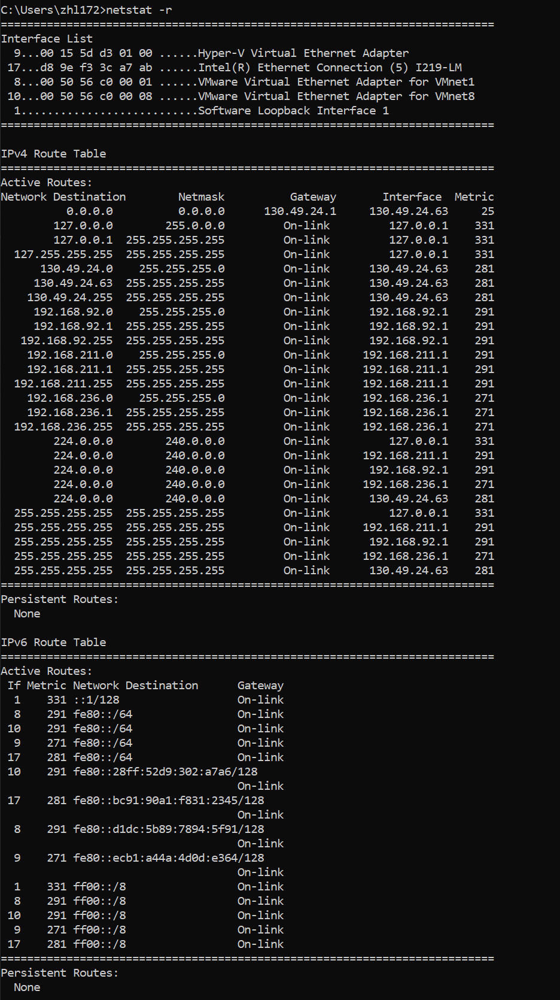 C:\Users\zhl172>netstat -r
===========================================================================
Interface List
  9...00 15 5d d3 01 00 ......Hyper-V Virtual Ethernet Adapter
 17...d8 9e f3 3c a7 ab ......Intel(R) Ethernet Connection (5) I219-LM
  8...00 50 56 c0 00 01 ......VMware Virtual Ethernet Adapter for VMnet1
 10...00 50 56 c0 00 08 ......VMware Virtual Ethernet Adapter for VMnet8
  1...........................Software Loopback Interface 1
===========================================================================

IPv4 Route Table
===========================================================================
Active Routes:
Network Destination        Netmask          Gateway       Interface  Metric
          0.0.0.0          0.0.0.0      130.49.24.1     130.49.24.63     25
        127.0.0.0        255.0.0.0         On-link         127.0.0.1    331
        127.0.0.1  255.255.255.255         On-link         127.0.0.1    331
  127.255.255.255  255.255.255.255         On-link         127.0.0.1    331
      130.49.24.0    255.255.255.0         On-link      130.49.24.63    281
     130.49.24.63  255.255.255.255         On-link      130.49.24.63    281
    130.49.24.255  255.255.255.255         On-link      130.49.24.63    281
     192.168.92.0    255.255.255.0         On-link      192.168.92.1    291
     192.168.92.1  255.255.255.255         On-link      192.168.92.1    291
   192.168.92.255  255.255.255.255         On-link      192.168.92.1    291
    192.168.211.0    255.255.255.0         On-link     192.168.211.1    291
    192.168.211.1  255.255.255.255         On-link     192.168.211.1    291
  192.168.211.255  255.255.255.255         On-link     192.168.211.1    291
    192.168.236.0    255.255.255.0         On-link     192.168.236.1    271
    192.168.236.1  255.255.255.255         On-link     192.168.236.1    271
  192.168.236.255  255.255.255.255         On-link     192.168.236.1    271
        224.0.0.0        240.0.0.0         On-link         127.0.0.1    331
        224.0.0.0        240.0.0.0         On-link     192.168.211.1    291
        224.0.0.0        240.0.0.0         On-link      192.168.92.1    291
        224.0.0.0        240.0.0.0         On-link     192.168.236.1    271
        224.0.0.0        240.0.0.0         On-link      130.49.24.63    281
  255.255.255.255  255.255.255.255         On-link         127.0.0.1    331
  255.255.255.255  255.255.255.255         On-link     192.168.211.1    291
  255.255.255.255  255.255.255.255         On-link      192.168.92.1    291
  255.255.255.255  255.255.255.255         On-link     192.168.236.1    271
  255.255.255.255  255.255.255.255         On-link      130.49.24.63    281
===========================================================================
Persistent Routes:
  None

IPv6 Route Table
===========================================================================
Active Routes:
 If Metric Network Destination      Gateway
  1    331 ::1/128                  On-link
  8    291 fe80::/64                On-link
 10    291 fe80::/64                On-link
  9    271 fe80::/64                On-link
 17    281 fe80::/64                On-link
 10    291 fe80::28ff:52d9:302:a7a6/128
                                    On-link
 17    281 fe80::bc91:90a1:f831:2345/128
                                    On-link
  8    291 fe80::d1dc:5b89:7894:5f91/128
                                    On-link
  9    271 fe80::ecb1:a44a:4d0d:e364/128
                                    On-link
  1    331 ff00::/8                 On-link
  8    291 ff00::/8                 On-link
 10    291 ff00::/8                 On-link
  9    271 ff00::/8                 On-link
 17    281 ff00::/8                 On-link
===========================================================================
Persistent Routes:
  None